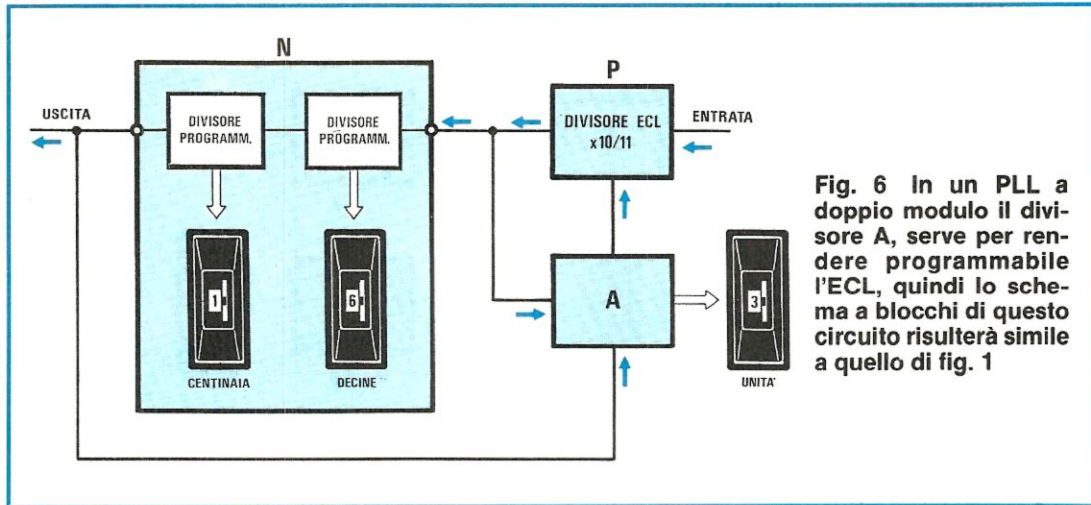 N
USCITA
DIVISORE
PROGRAMM.
DIVISORE
PROGRAMM.
P
DIVISORE ECL
x10/11
ENTRATA
1
CENTINAIA
6
DECINE
A
3
UNITA'
Fig. 6 In un PLL a
doppio modulo il divi-
sore A, serve per ren-
dere programmabile
l'ECL, quindi lo sche-
ma a blocchi di questo
circuito risulterà simile
a quello di fig. 1